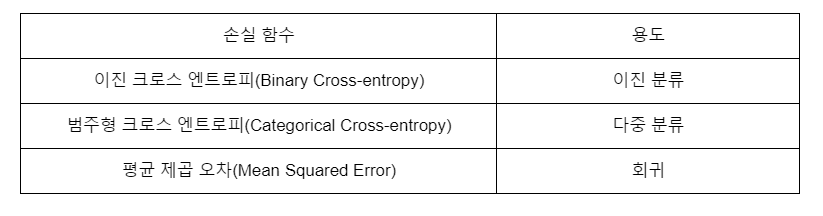 손실 함수 용도
이진 크로스 엔트로피(Binary Cross-entropy) 이진 분류
범주형 크로스 엔트로피(Categorical Cross-entropy) 다중 분류
평균 제곱 오차(Mean Squared Error) 회귀